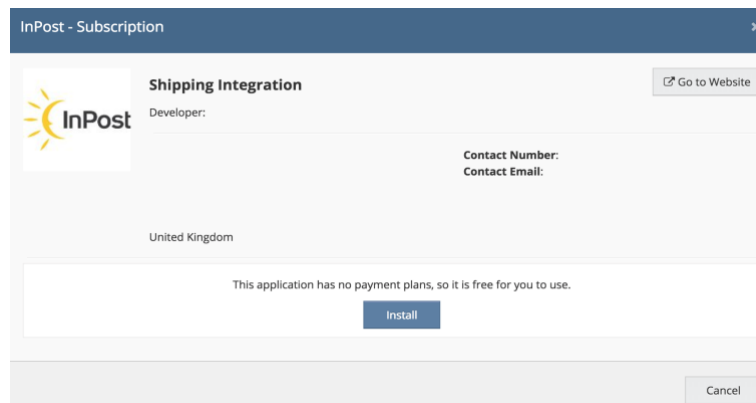 InPost - Subscription
InPost
Shipping Integration
Go to Website
Developer:
Contact Number:
Contact Email:
United Kingdom
This application has no payment plans, so it is free for you to use.
Install
Cancel